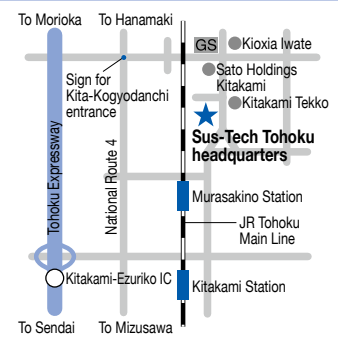 To Morioka
To Hanamaki
GS
Kioxia Iwate
Sato Holdings
Kitakami
Sign for
Kita-Kogyodanchi
entrance
Kitakami Tekko
Sus-Tech Tohoku
headquarters
Tohoku Expressway
National Route 4
Murasakino Station
JR Tohoku
Main Line
Kitakami-Ezuriko IC
Kitakami Station
To Sendai
To Mizusawa